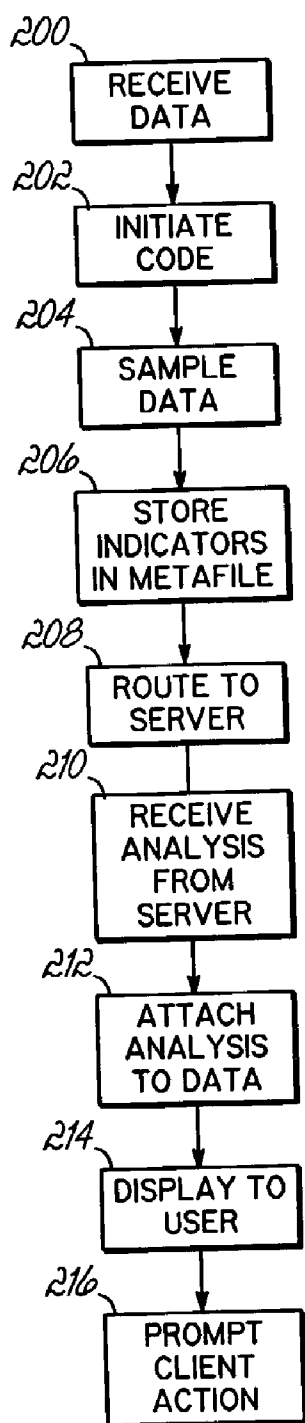 200
RECEIVE
DATA
202
INITIATE
CODE
204
SAMPLE
DATA
206
STORE
INDICATORS
IN METAFILE
208
ROUTE TO
SERVER
210
RECEIVE
ANALYSIS
FROM
SERVER
212
ATTACH
ANALYSIS
TO DATA
214
DISPLAY TO
USER
216
PROMPT
CLIENT
ACTION